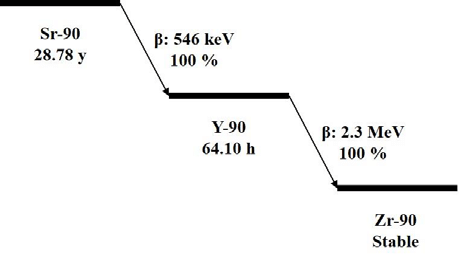 Sr-90
28.78 y
β: 546 keV
100 %
Y-90
64.10 h
β: 2.3 MeV
100 %
Zr-90
Stable